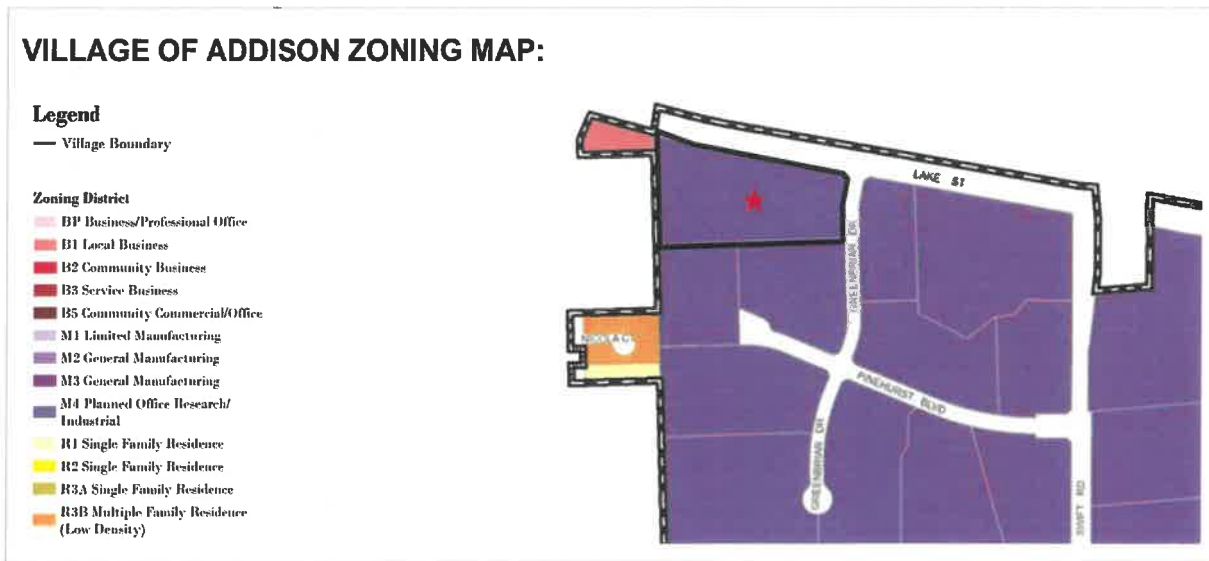 VILLAGE OF ADDISON ZONING MAP:
Legend
Village Boundary
Zoning District
BP Business/Professional Office
B1 Local Business
B2 Community Business
B3 Service Business
B5 Community Commercial/Office
M1 Limited Manufacturing
M2 General Manufacturing
M3 General Manufacturing
M4 Planned Office Research/
Industrial
R1 Single Family Residence
R2 Single Family Residence
R3A Single Family Residence
R3B Multiple Family Residence
(Low Density)
LAKE ST
GREENBRIAR DR
NICOLA C
PINEHURST BLVD
GREENBRIAR DR
SWIFT RD